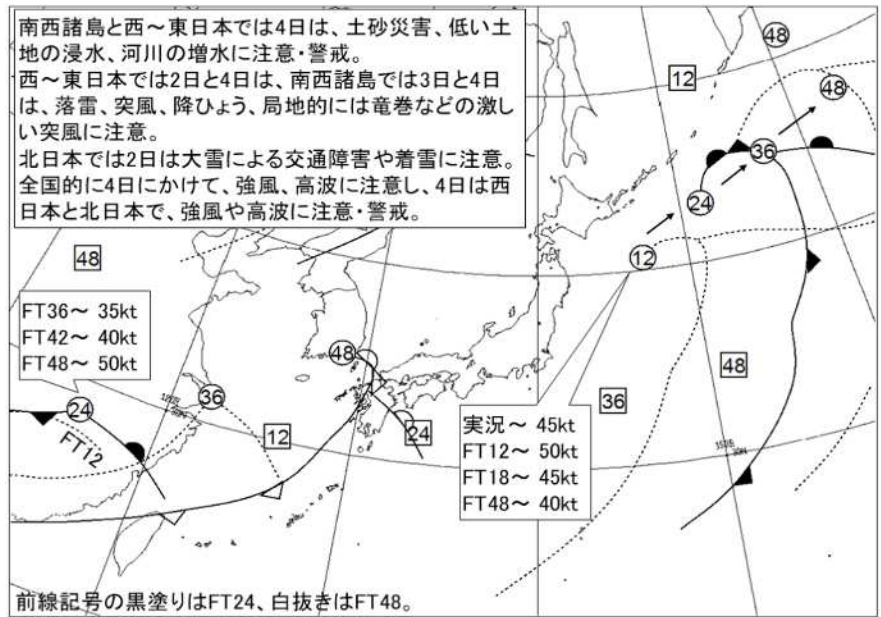 南西諸島と西～東日本では4日は、土砂災害、低い土
地の浸水、河川の増水に注意・警戒。
西～東日本では2日と4日は、南西諸島では3日と4日
は、落雷、突風、降ひょう、局地的には竜巻などの激し
い突風に注意。
北日本では2日は大雪による交通障害や着雪に注意。
全国的に4日にかけて、強風、高波に注意し、4日は西
日本と北日本で、強風や高波に注意・警戒。
48
12
48
36
24
12
48
FT36～ 35kt
FT42～ 40kt
FT48～ 50kt
48
36
24
FT12
12
24
36
48
実況～ 45kt
FT12～ 50kt
FT18～ 45kt
FT48～ 40kt
前線記号の黒塗りはFT24、白抜きはFT48。